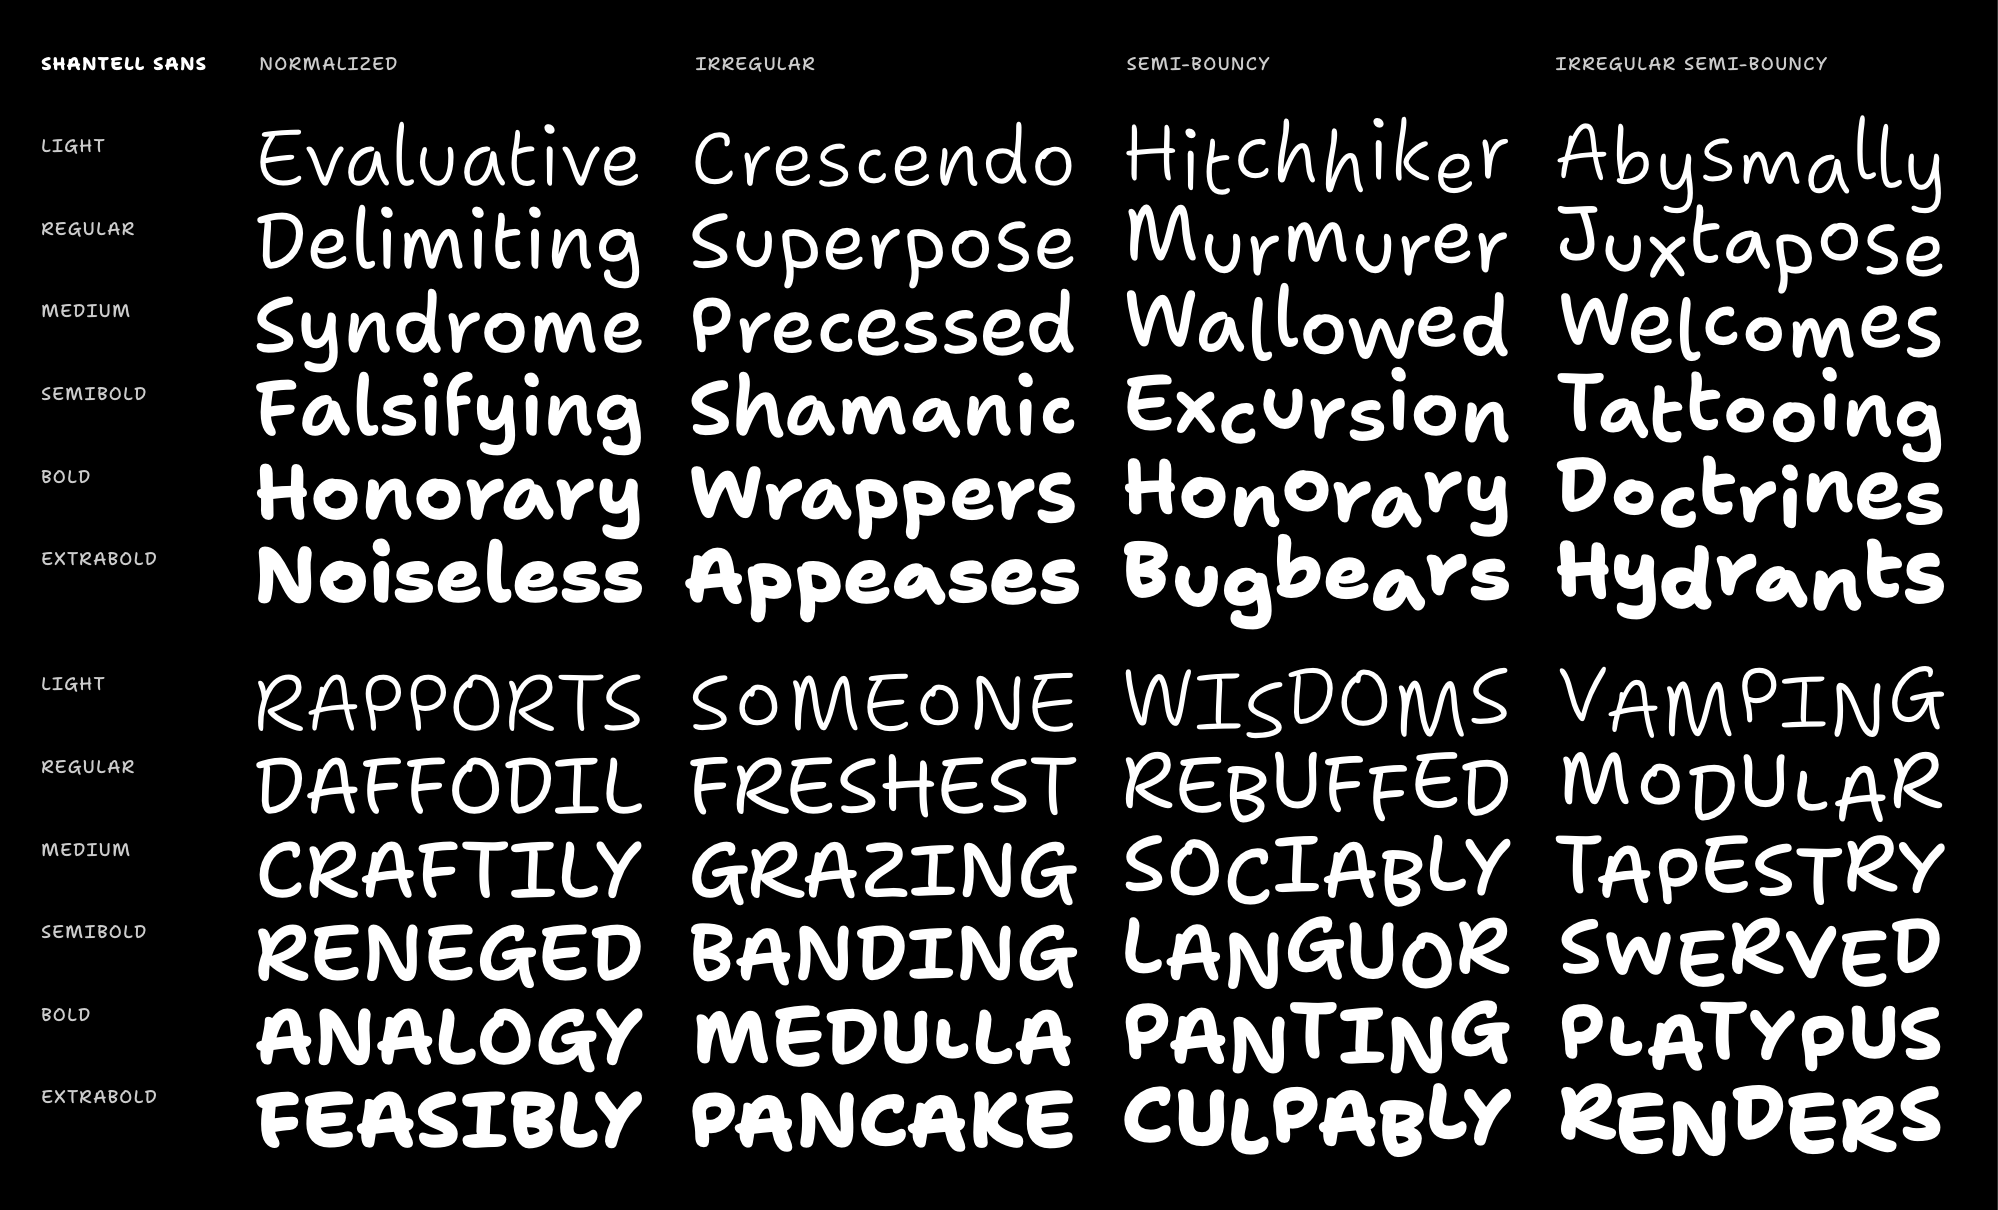 SHANTELL SANS NORMALIZED IRREGULAR SEMI-BOUNCY IRREGULAR SEMI-BOUNCY
LIGHT Evaluative Crescendo Hitchhiker Abysmally
REGULAR Delimiting Superpose Murmurer Juxtapose
MEDIUM Syndrome Precessed Wallowed Welcomes
SEMIBOLD Falsifying Shamanic Excursion Tattooing
BOLD Honorary Wrappers Honorary Doctrines
EXTRABOLD Noiseless Appeases Bugbears Hydrants
LIGHT RAPPORTS SOMEONE WISDOMS VAMPING
REGULAR DAFFODIL FRESHEST REBUFFED MODULAR
MEDIUM CRAFTILY GRAZING SOCIABLY TAPESTRY
SEMIBOLD RENEGED BANDING LANGUOR SWERVED
BOLD ANALOGY MEDULLA PANTING PLATYPUS
EXTRABOLD FEASIBLY PANCAKE CULPABLY RENDERS